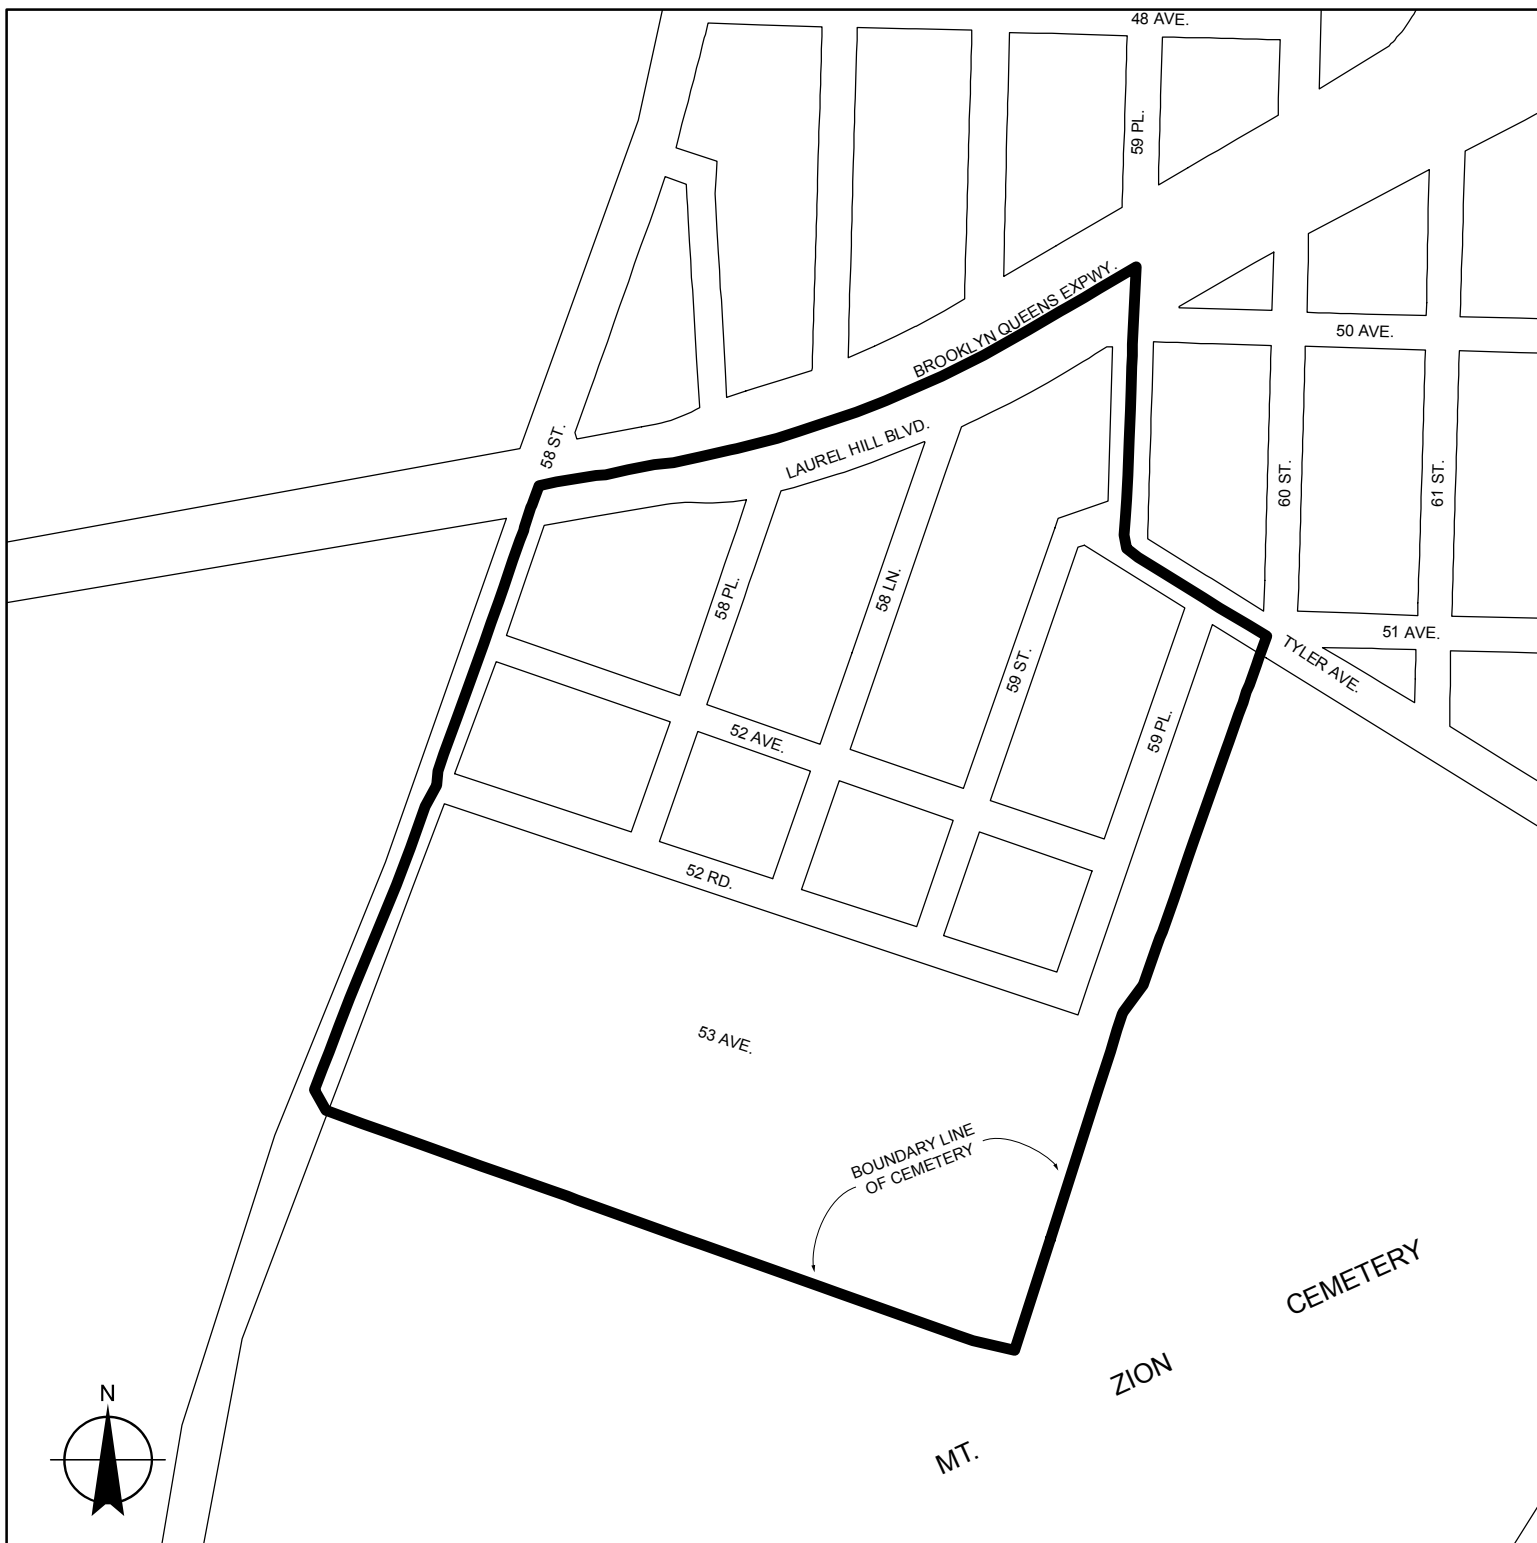 48 AVE.
59 PL.
BROOKLYN QUEENS EXPWY.
50 AVE.
58 ST.
LAUREL HILL BLVD.
60 ST.
61 ST.
58 PL.
58 LN.
59 ST.
51 AVE.
TYLER AVE.
59 PL.
52 AVE.
52 RD.
53 AVE.
BOUNDARY LINE
OF CEMETERY
MT.
ZION
CEMETERY
N